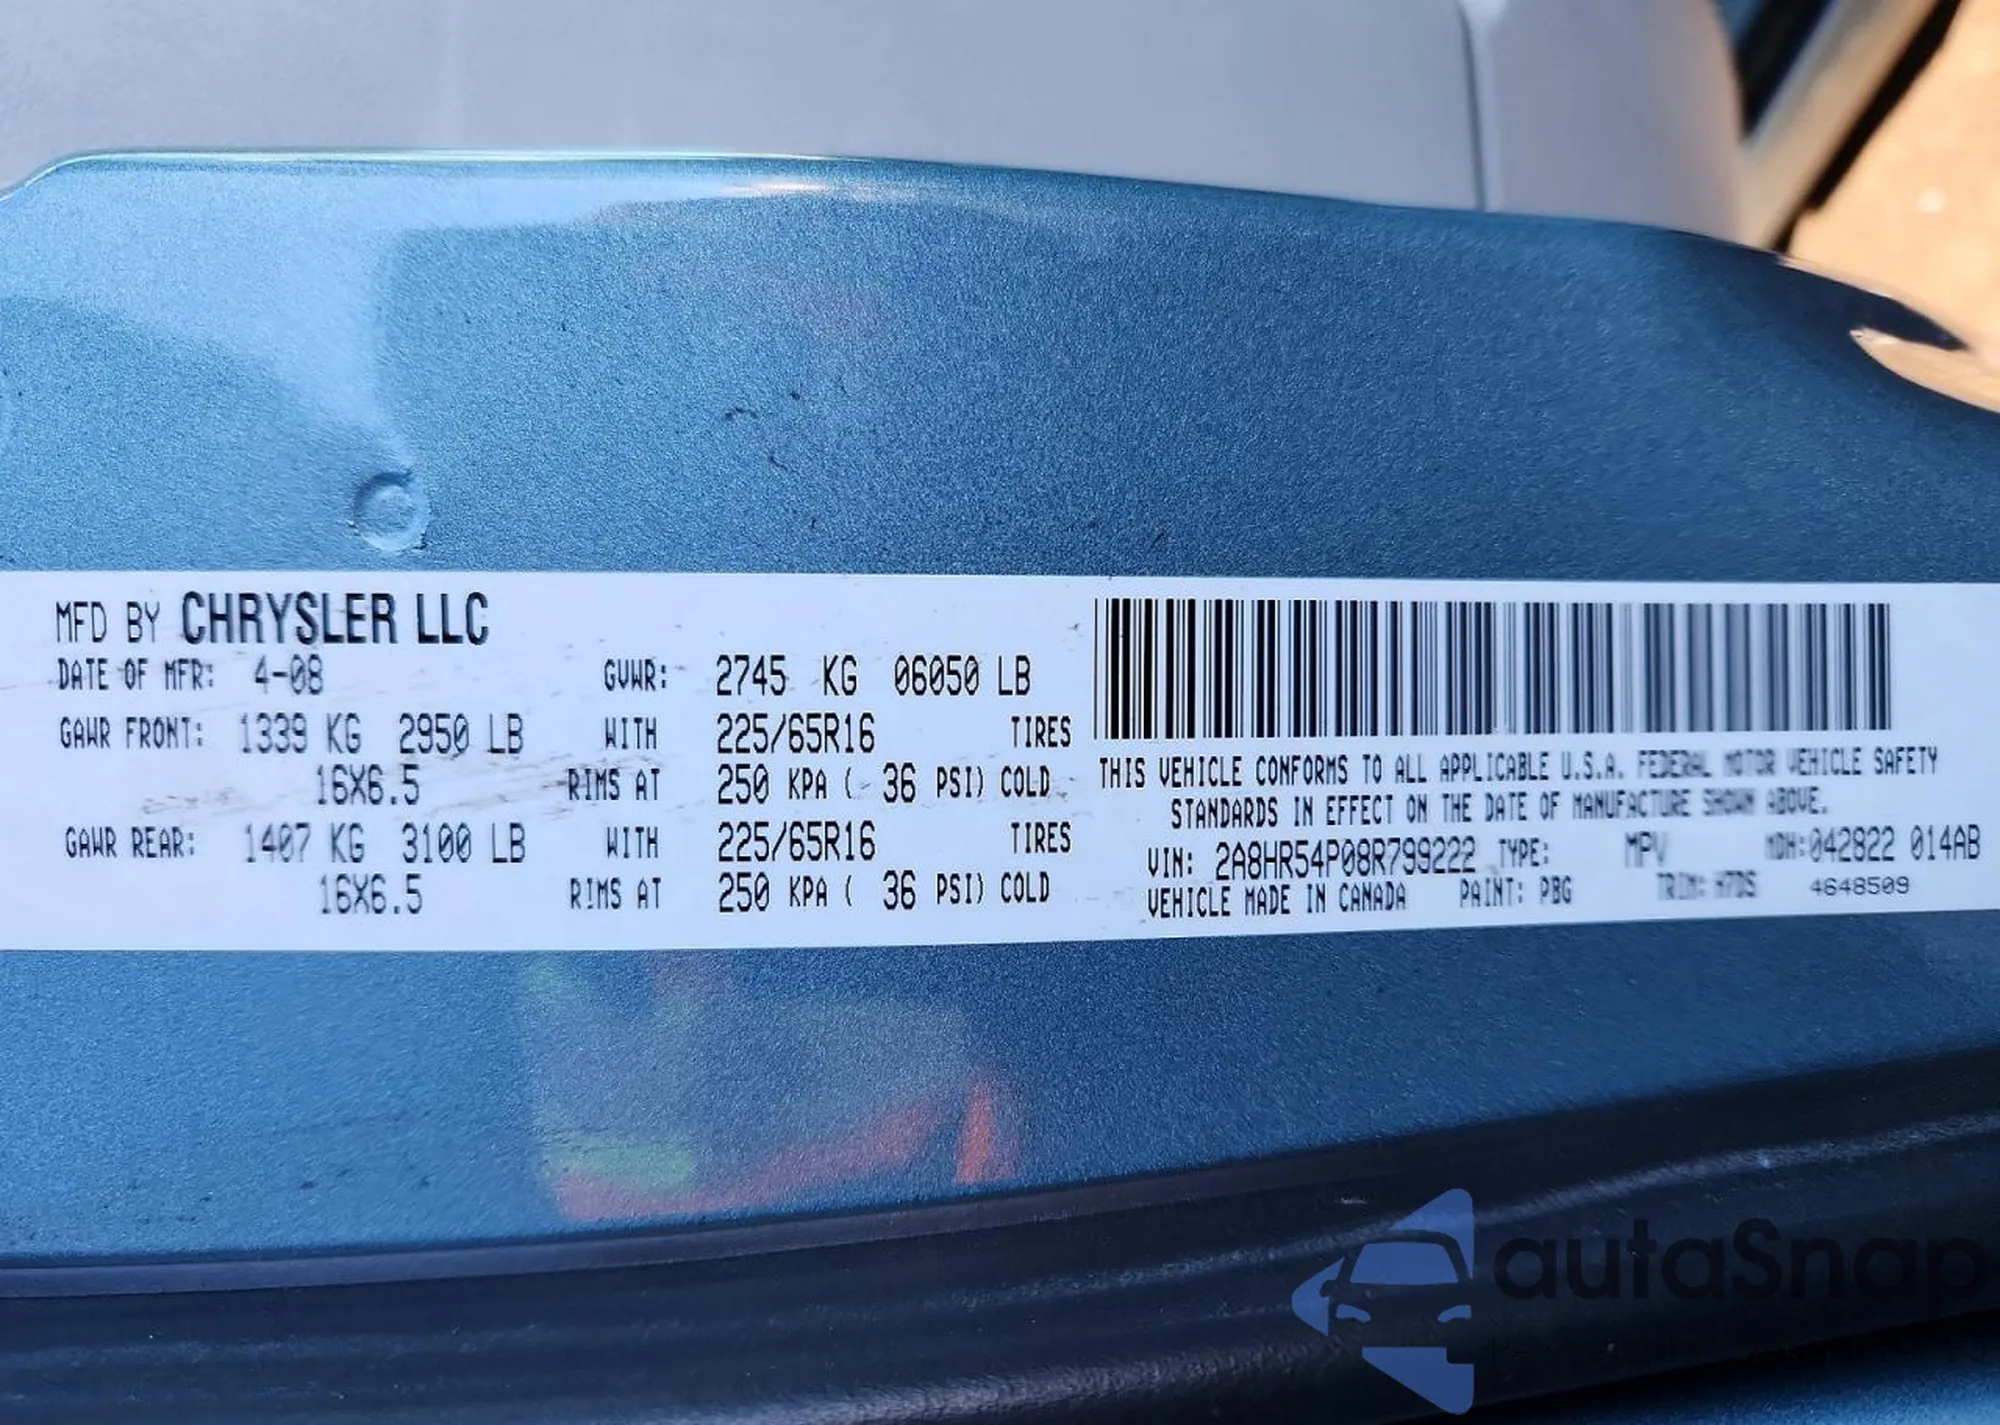 MFD BY CHRYSLER LLC
DATE OF MFR: 4-08 GVWR: 2745 KG 06050 LB
GAWR FRONT: 1339 KG 2950 LB WITH 225/65R16 TIRES
16X6.5 RIMS AT 250 KPA ( 36 PSI) COLD
GAWR REAR: 1407 KG 3100 LB WITH 225/65R16 TIRES
16X6.5 RIMS AT 250 KPA ( 36 PSI) COLD
THIS VEHICLE CONFORMS TO ALL APPLICABLE U.S.A. FEDERAL MOTOR VEHICLE SAFETY
STANDARDS IN EFFECT ON THE DATE OF MANUFACTURE SHOWN ABOVE.
VIN: 2A8HR54P08R799222 TYPE: MPV MDH:042822 014AB
VEHICLE MADE IN CANADA PAINT: PBG TRIM: 4648509
autaSnap